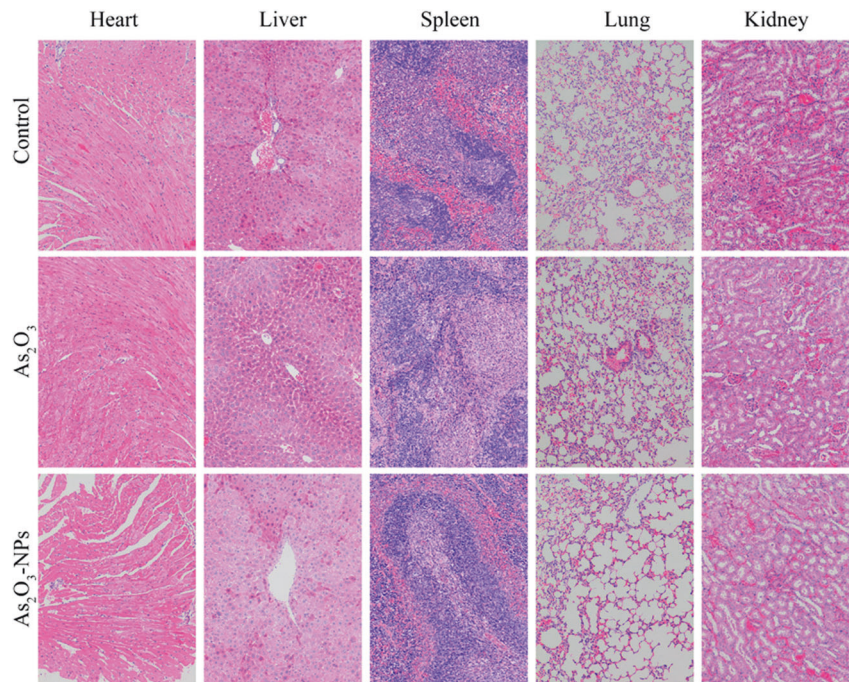 Heart Liver Spleen Lung Kidney
Control
As₂O₃
As₂O₃-NPs